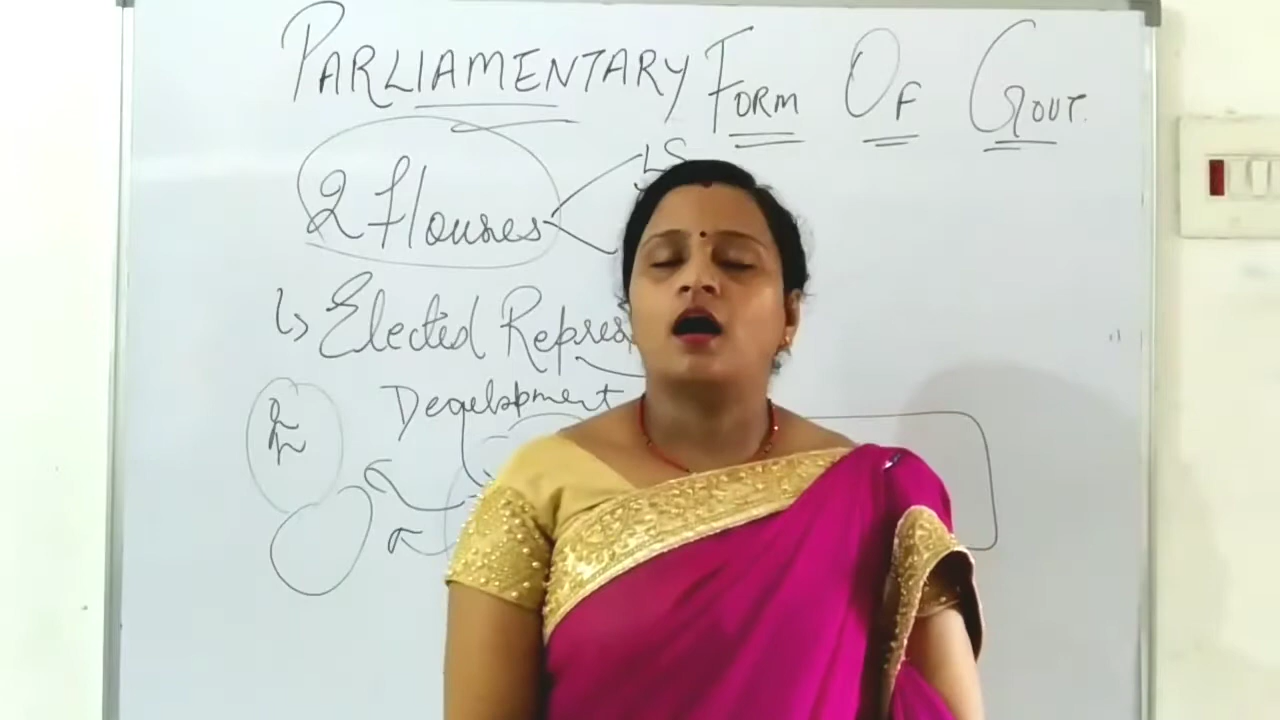 PARLIAMENTARY FORM OF GOVT.
2 Houses LS
↳ Elected Repres
Development